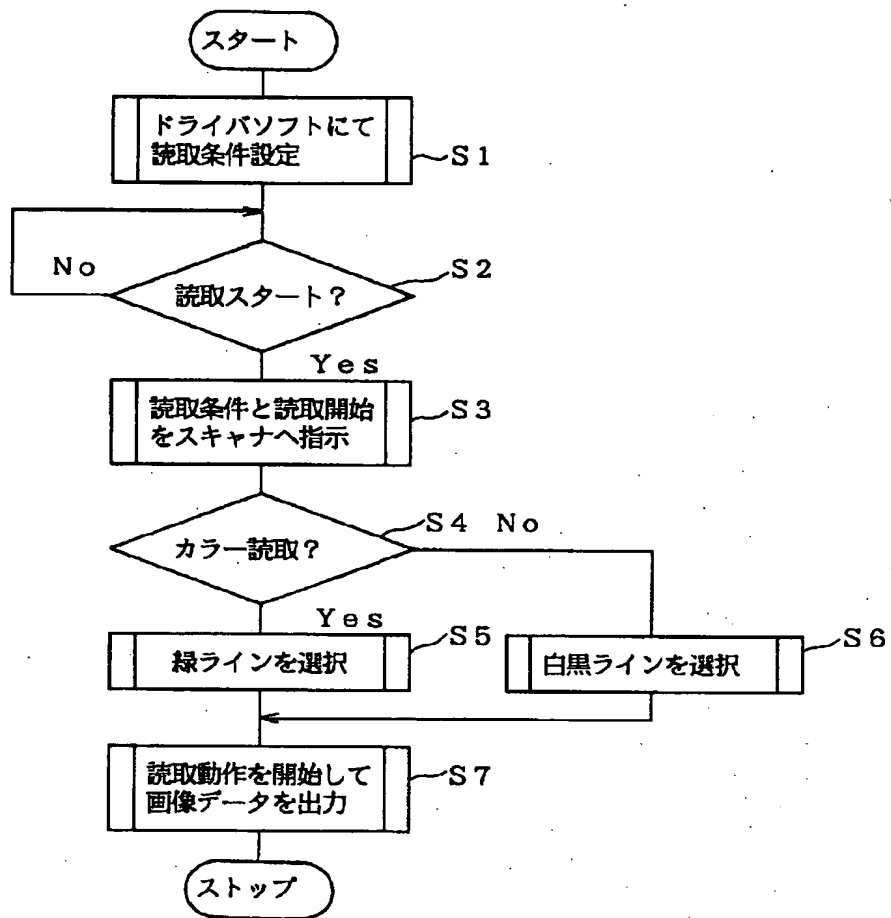 スタート
ドライバソフトにて
読取条件設定
S1
No
S2
読取スタート？
Yes
読取条件と読取開始
をスキャナへ指示
S3
S4 No
カラー読取？
Yes
緑ラインを選択
S5
白黒ラインを選択
S6
読取動作を開始して
画像データを出力
S7
ストップ